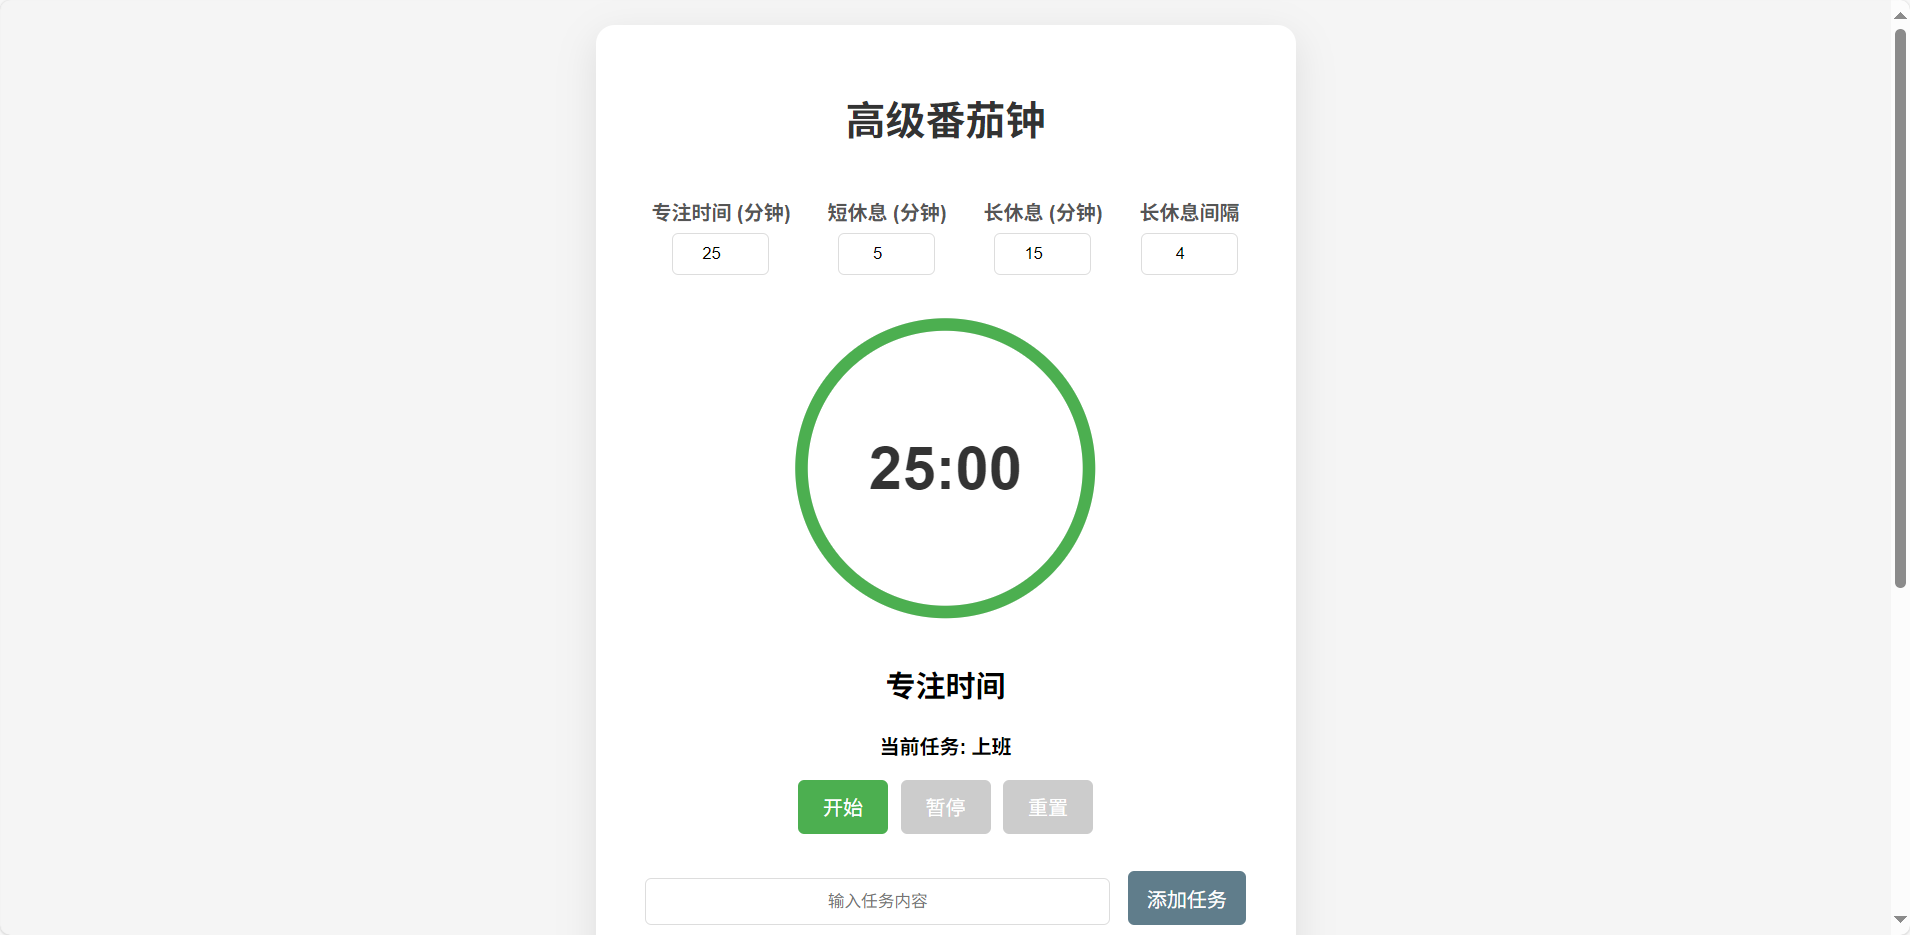 高级番茄钟
专注时间 (分钟) 短休息 (分钟) 长休息 (分钟) 长休息间隔
25 5 15 4
25:00
专注时间
当前任务: 上班
开始 暂停 重置
输入任务内容 添加任务